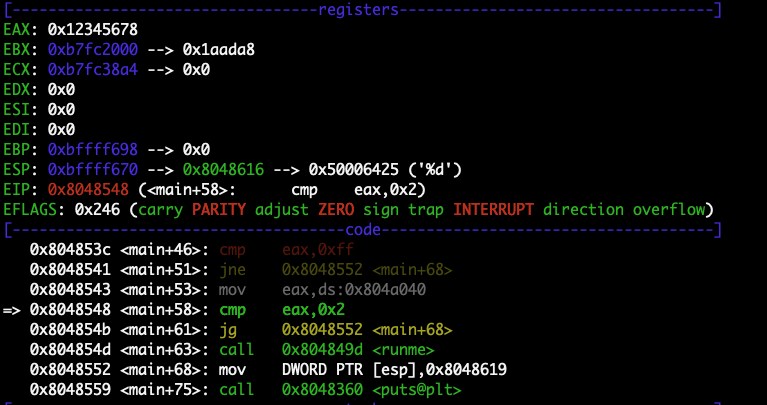 [----------------------------------registers-----------------------------------]
EAX: 0x12345678
EBX: 0xb7fc2000 --> 0x1aada8
ECX: 0xb7fc38a4 --> 0x0
EDX: 0x0
ESI: 0x0
EDI: 0x0
EBP: 0xbffff698 --> 0x0
ESP: 0xbffff670 --> 0x8048616 --> 0x50006425 ('%d')
EIP: 0x8048548 (<main+58>: cmp eax,0x2)
EFLAGS: 0x246 (carry PARITY adjust ZERO sign trap INTERRUPT direction overflow)
[-------------------------------------code-------------------------------------]
0x804853c <main+46>: cmp eax,0xff
0x8048541 <main+51>: jne 0x8048552 <main+68>
0x8048543 <main+53>: mov eax,ds:0x804a040
=> 0x8048548 <main+58>: cmp eax,0x2
0x804854b <main+61>: jg 0x8048552 <main+68>
0x804854d <main+63>: call 0x804849d <runme>
0x8048552 <main+68>: mov DWORD PTR [esp],0x8048619
0x8048559 <main+75>: call 0x8048360 <puts@plt>